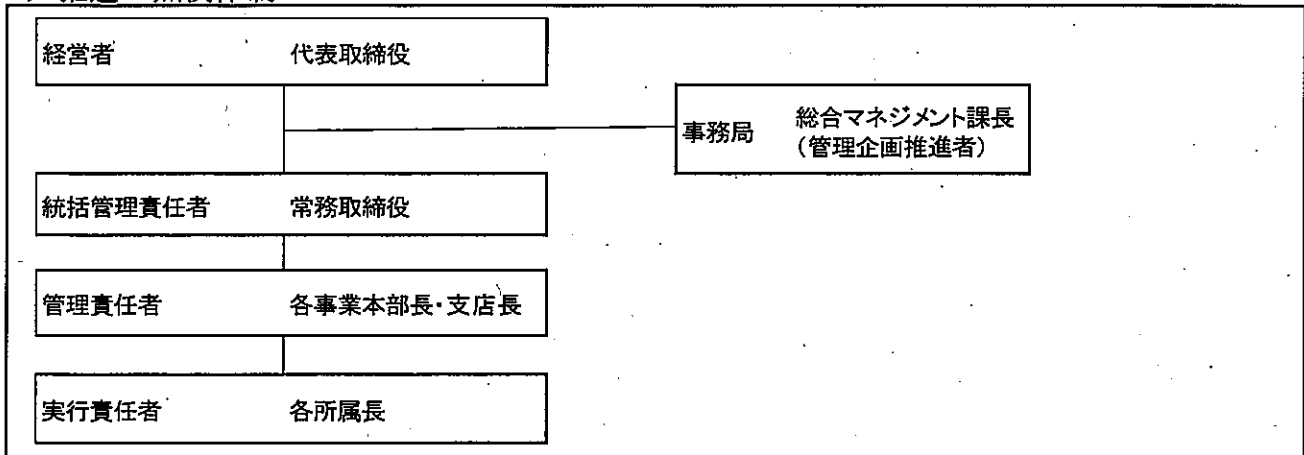 経営者 代表取締役
事務局 総合マネジメント課長
(管理企画推進者)
統括管理責任者 常務取締役
管理責任者 各事業本部長・支店長
実行責任者 各所属長